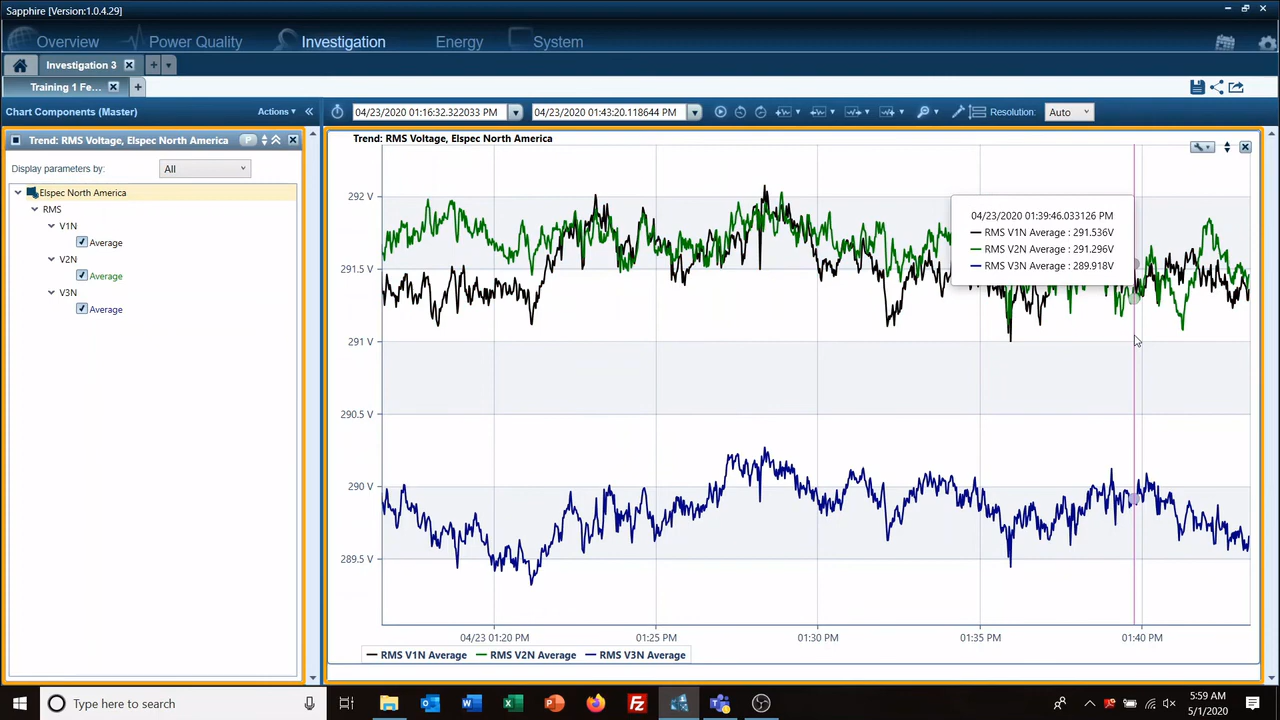 Sapphire [Version:1.0.4.29]
Overview
Power Quality
Investigation
Energy
System
Investigation 3
Training 1 Fe...
Chart Components (Master)
Actions
04/23/2020 01:16:32.322033 PM
04/23/2020 01:43:20.118644 PM
Resolution:
Auto
Trend: RMS Voltage, Elspec North America
P
Display parameters by:
All
Elspec North America
RMS
V1N
Average
V2N
Average
V3N
Average
Trend: RMS Voltage, Elspec North America
292 V
291.5 V
291 V
290.5 V
290 V
289.5 V
04/23/2020 01:39:46.033126 PM
RMS V1N Average : 291.536V
RMS V2N Average : 291.296V
RMS V3N Average : 289.918V
04/23 01:20 PM
01:25 PM
01:30 PM
01:35 PM
01:40 PM
RMS V1N Average
RMS V2N Average
RMS V3N Average
Type here to search
5:59 AM
5/1/2020